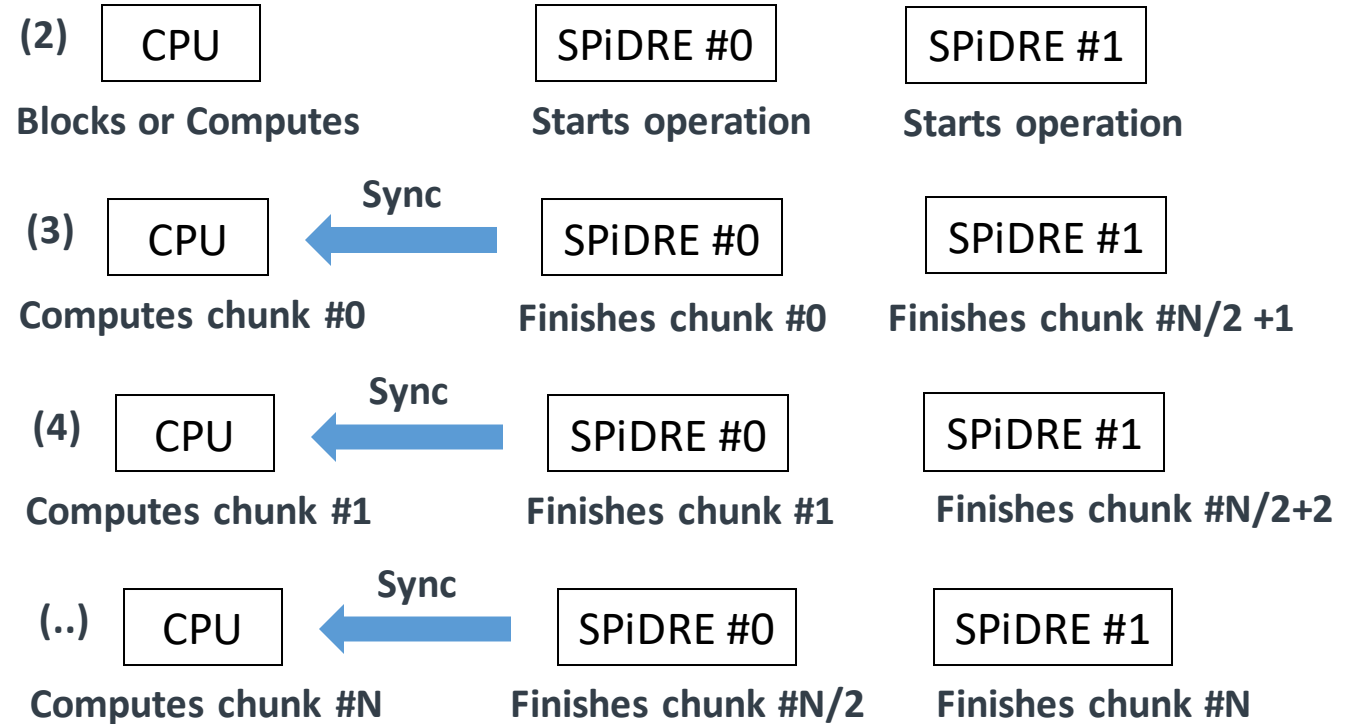 (2) CPU SPiDRE #0 SPiDRE #1
Blocks or Computes Starts operation Starts operation
Sync
(3) CPU SPiDRE #0 SPiDRE #1
Computes chunk #0 Finishes chunk #0 Finishes chunk #N/2 +1
Sync
(4) CPU SPiDRE #0 SPiDRE #1
Computes chunk #1 Finishes chunk #1 Finishes chunk #N/2+2
Sync
(..) CPU SPiDRE #0 SPiDRE #1
Computes chunk #N Finishes chunk #N/2 Finishes chunk #N